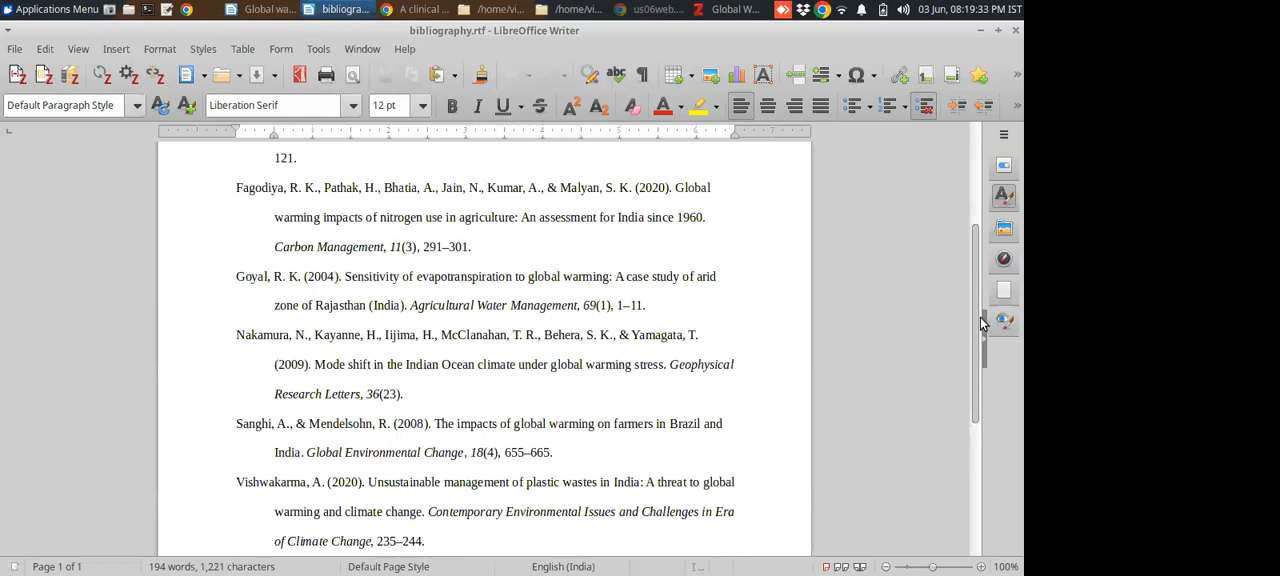 Applications Menu Global wa... bibliogra... A clinical ... /home/vi... /home/vi... us06web.... Global W... 03 Jun, 08:19:33 PM IST
bibliography.rtf - LibreOffice Writer
File Edit View Insert Format Styles Table Form Tools Window Help
Default Paragraph Style Liberation Serif 12 pt
121.
Fagodiya, R. K., Pathak, H., Bhatia, A., Jain, N., Kumar, A., & Malyan, S. K. (2020). Global
warming impacts of nitrogen use in agriculture: An assessment for India since 1960.
Carbon Management, 11(3), 291–301.
Goyal, R. K. (2004). Sensitivity of evapotranspiration to global warming: A case study of arid
zone of Rajasthan (India). Agricultural Water Management, 69(1), 1–11.
Nakamura, N., Kayanne, H., Iijima, H., McClanahan, T. R., Behera, S. K., & Yamagata, T.
(2009). Mode shift in the Indian Ocean climate under global warming stress. Geophysical
Research Letters, 36(23).
Sanghi, A., & Mendelsohn, R. (2008). The impacts of global warming on farmers in Brazil and
India. Global Environmental Change, 18(4), 655–665.
Vishwakarma, A. (2020). Unsustainable management of plastic wastes in India: A threat to global
warming and climate change. Contemporary Environmental Issues and Challenges in Era
of Climate Change, 235–244.
Page 1 of 1 194 words, 1,221 characters Default Page Style English (India) 100%